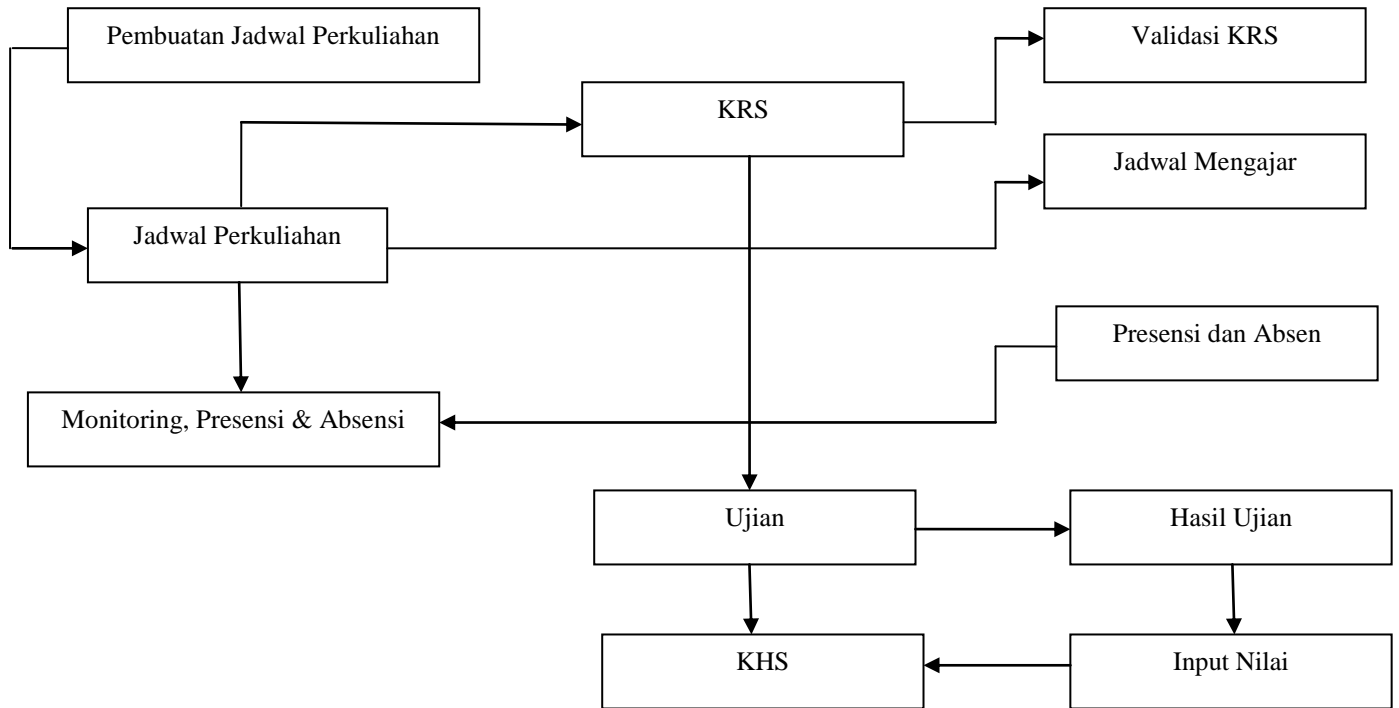 Pembuatan Jadwal Perkuliahan
Validasi KRS
KRS
Jadwal Mengajar
Jadwal Perkuliahan
Presensi dan Absen
Monitoring, Presensi & Absensi
Ujian
Hasil Ujian
KHS
Input Nilai